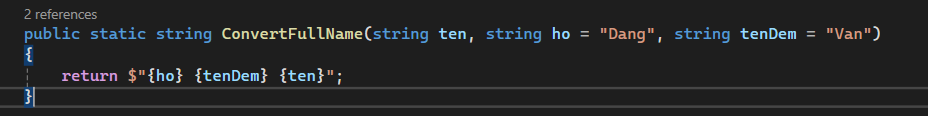 2 references
public static string ConvertFullName(string ten, string ho = "Dang", string tenDem = "Van")
{
    return $"{ho} {tenDem} {ten}";
}